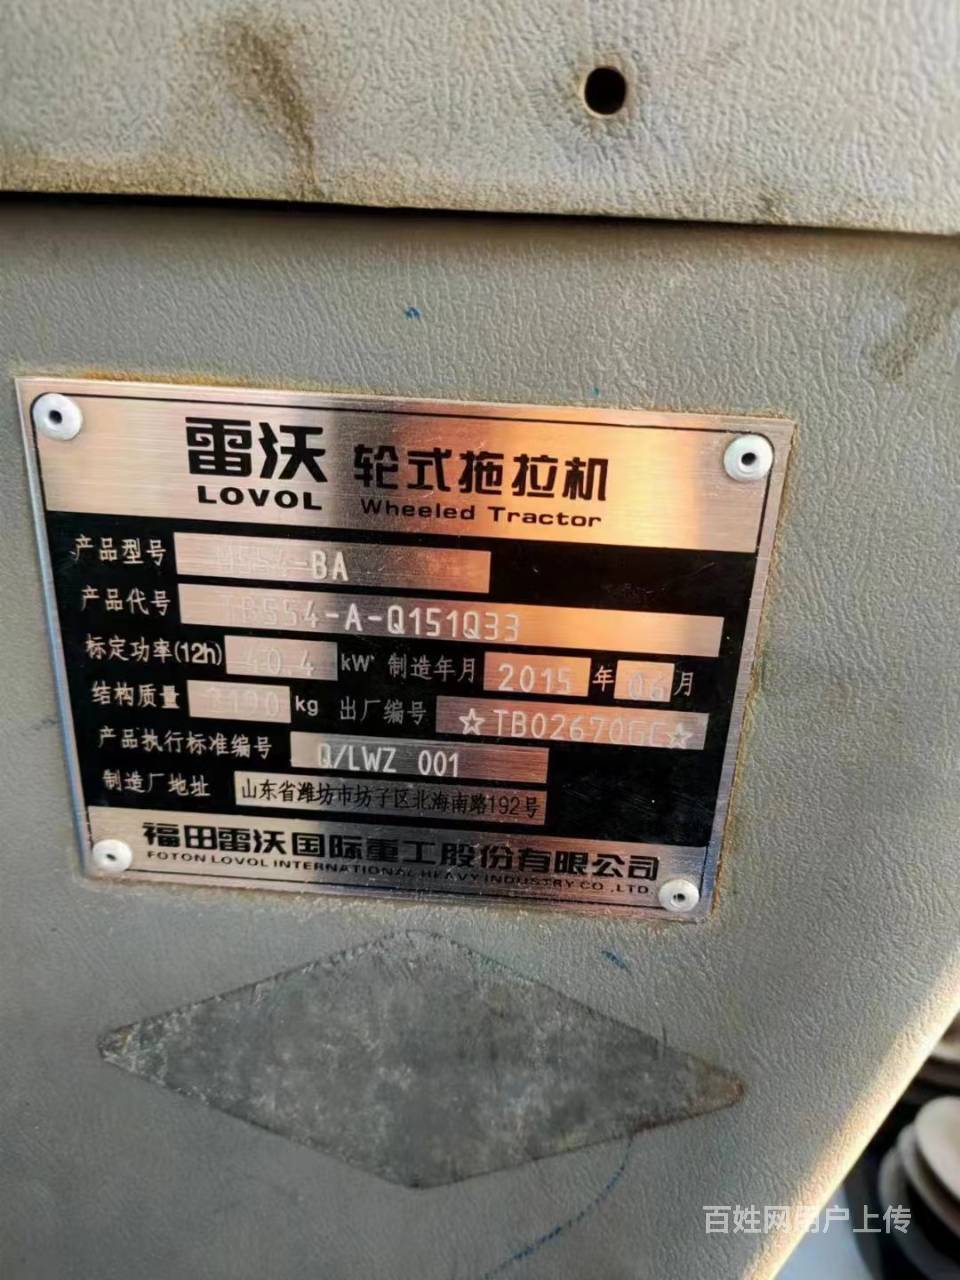 雷沃 轮式拖拉机
LOVOL Wheeled Tractor
产品型号 M554-BA
产品代号 TB554-A-Q151Q33
标定功率(12h) 40.4 kW 制造年月 2015 年 06 月
结构质量 kg 出厂编号 ☆TB02670GC☆
产品执行标准编号 Q/LWZ 001
制造厂地址 山东省潍坊市坊子区北海南路192号
福田雷沃国际重工股份有限公司
FOTON LOVOL INTERNATIONAL HEAVY INDUSTRY CO.,LTD.
百姓网用户上传